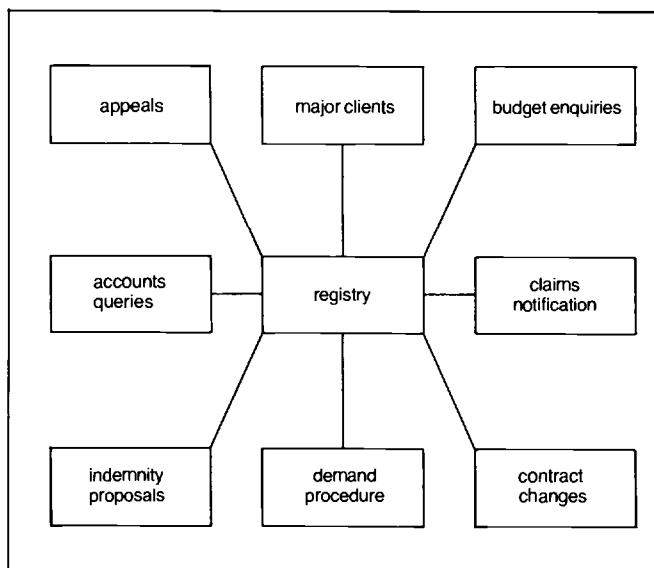 appeals
major clients
budget enquiries
accounts
queries
registry
claims
notification
indemnity
proposals
demand
procedure
contract
changes